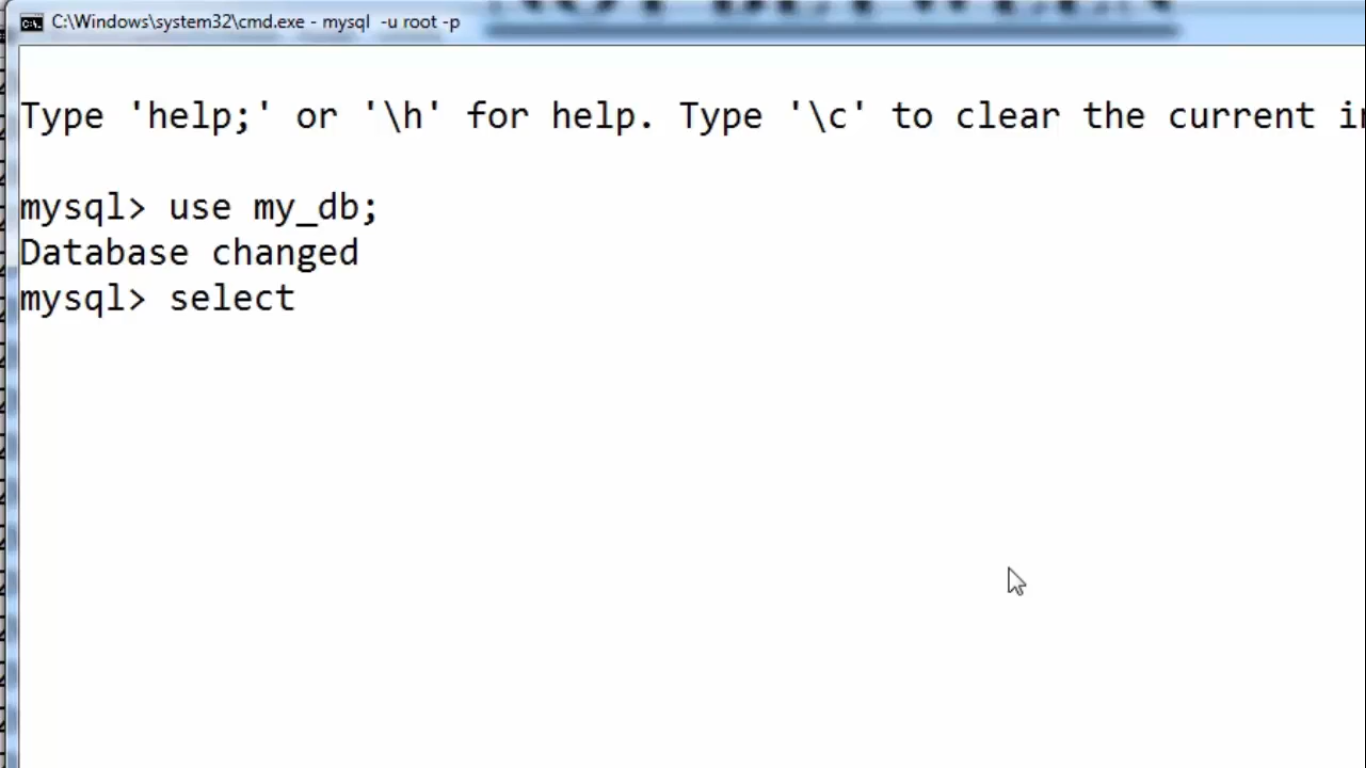 C:\Windows\system32\cmd.exe - mysql  -u root -p
Type 'help;' or '\h' for help. Type '\c' to clear the current
mysql> use my_db;
Database changed
mysql> select